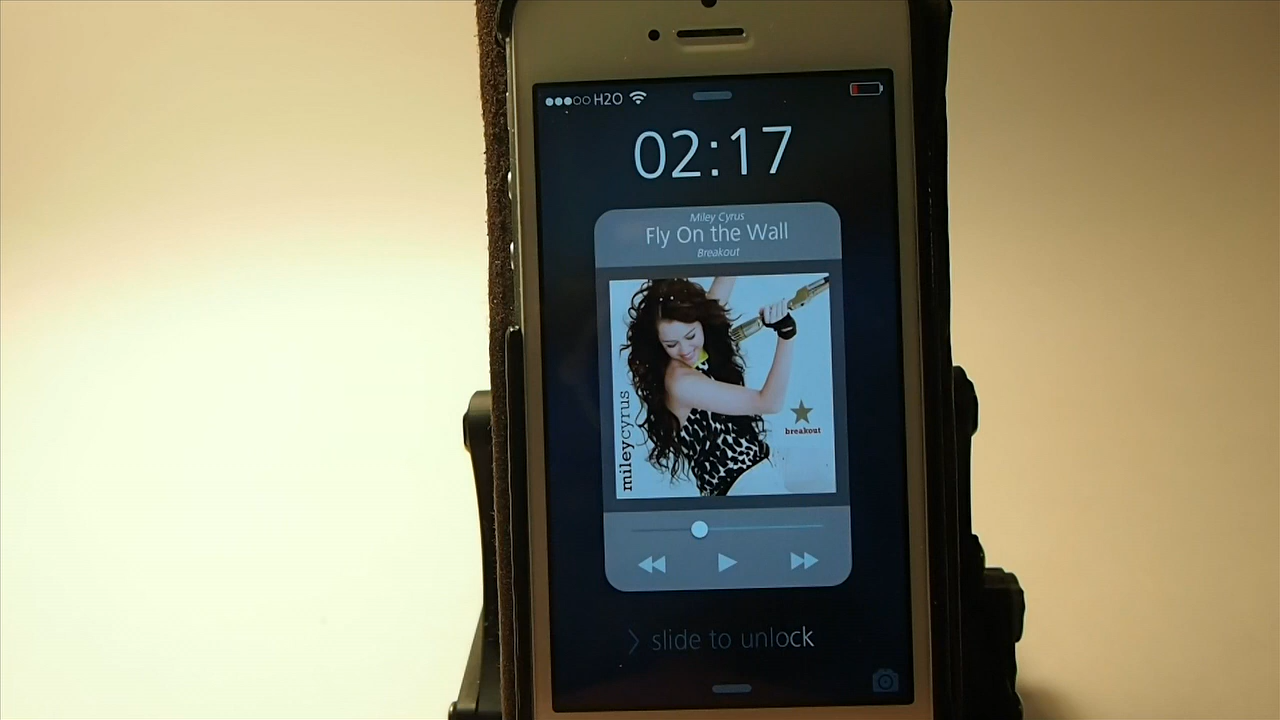 H2O
02:17
Miley Cyrus
Fly On the Wall
Breakout
mileycyrus
breakout
slide to unlock